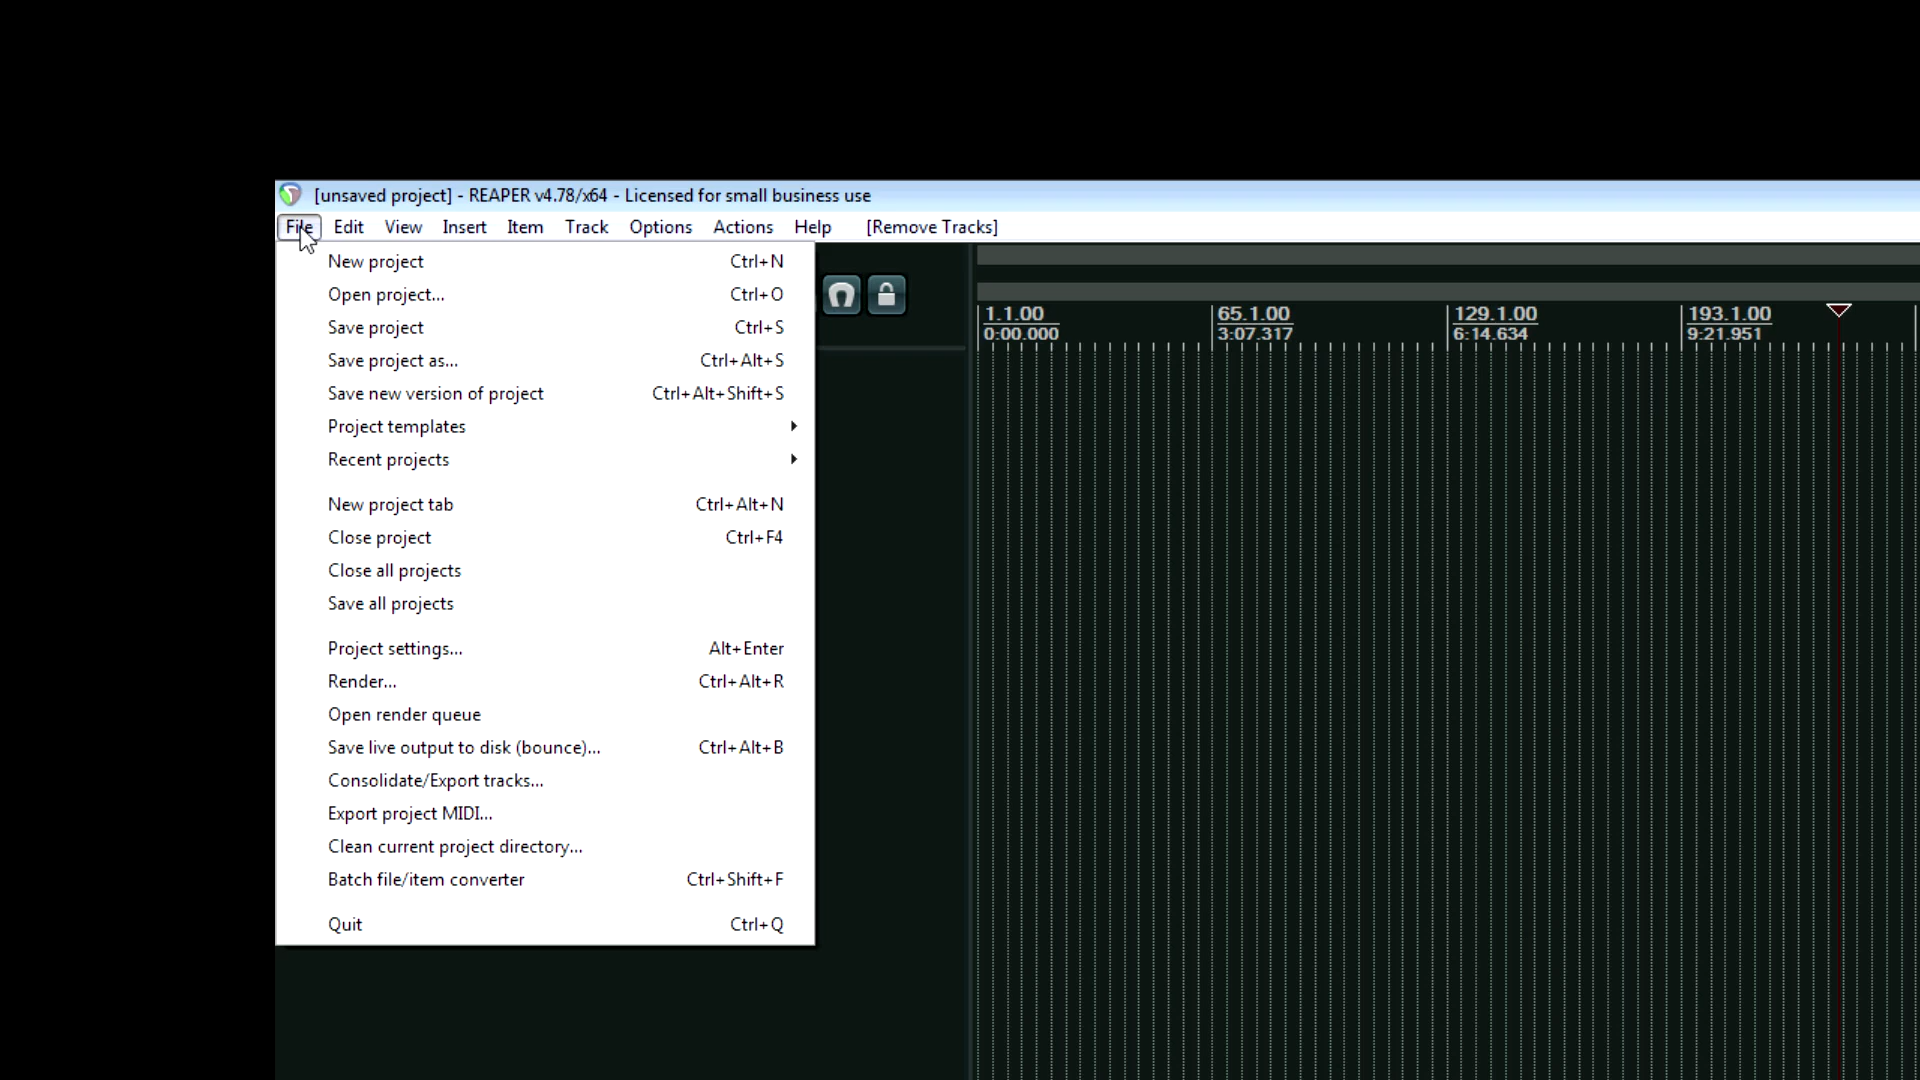 [unsaved project] - REAPER v4.78/x64 - Licensed for small business use
File Edit View Insert Item Track Options Actions Help [Remove Tracks]
New project Ctrl+N
Open project... Ctrl+O
Save project Ctrl+S
Save project as... Ctrl+Alt+S
Save new version of project Ctrl+Alt+Shift+S
Project templates
Recent projects
New project tab Ctrl+Alt+N
Close project Ctrl+F4
Close all projects
Save all projects
Project settings... Alt+Enter
Render... Ctrl+Alt+R
Open render queue
Save live output to disk (bounce)... Ctrl+Alt+B
Consolidate/Export tracks...
Export project MIDI...
Clean current project directory...
Batch file/item converter Ctrl+Shift+F
Quit Ctrl+Q
1.1.00 65.1.00 129.1.00 193.1.00
0:00.000 3:07.317 6:14.634 9:21.951